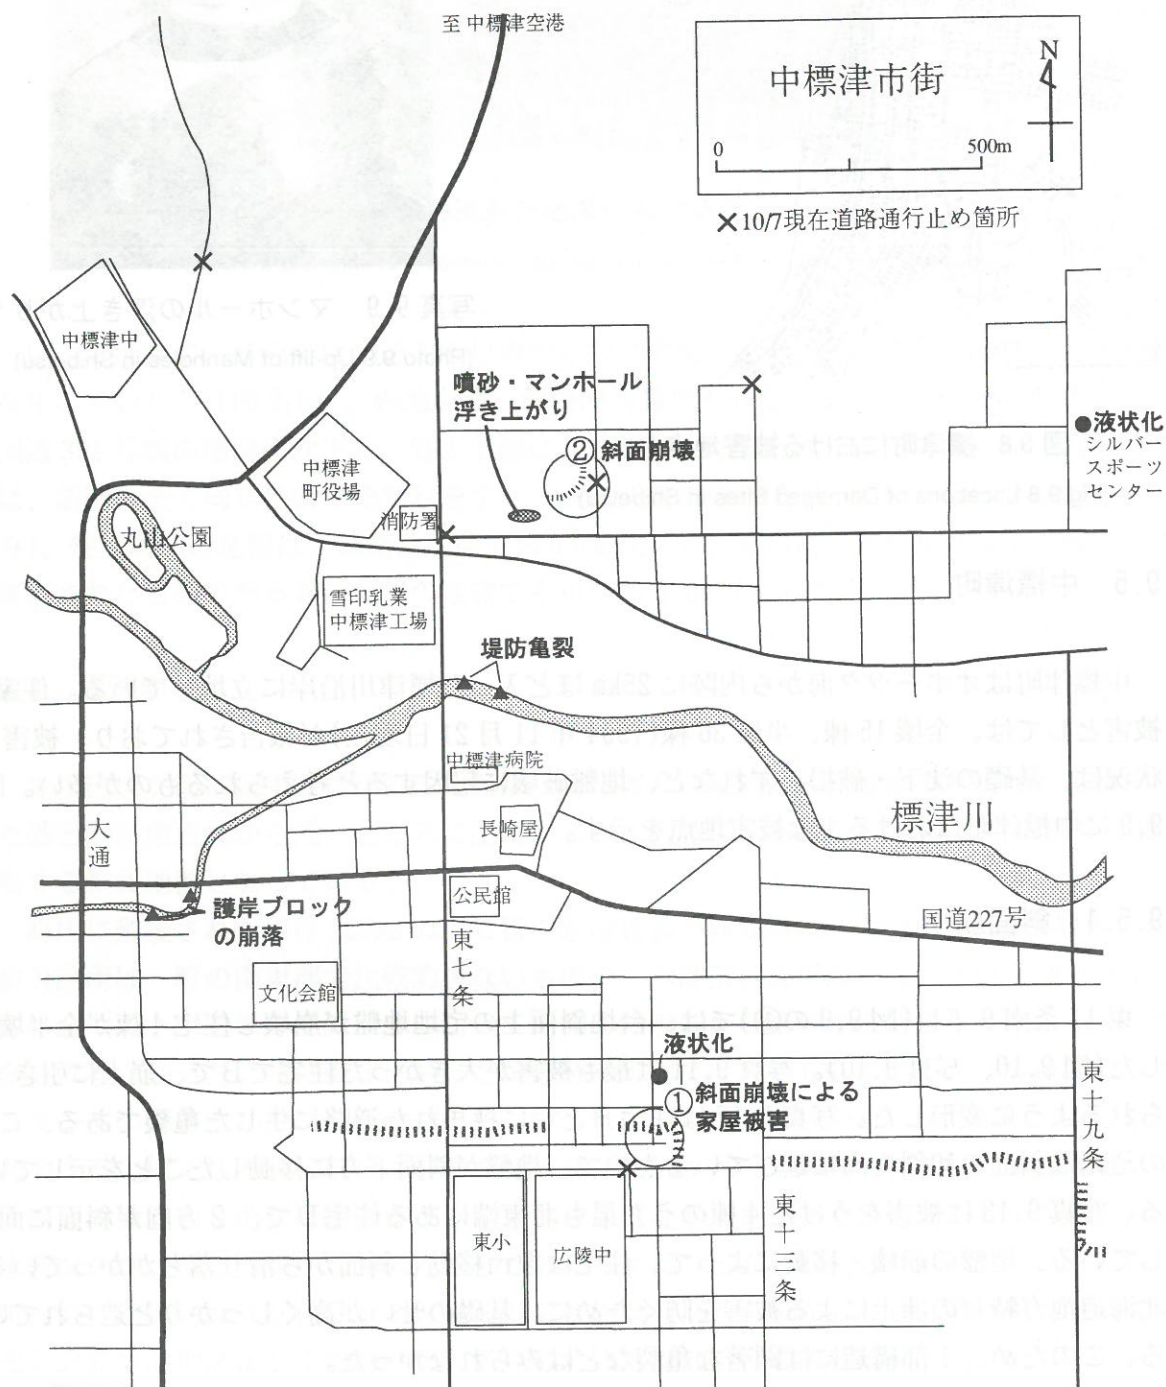 至 中標津空港
中標津市街
N
0
500m
×10/7現在道路通行止め箇所
中標津中
噴砂・マンホール
浮き上がり
②斜面崩壊
●液状化
シルバー
スポーツ
センター
中標津
町役場
消防署
丸山公園
雪印乳業
中標津工場
堤防亀裂
中標津病院
長崎屋
標津川
大通
公民館
護岸ブロック
の崩落
国道227号
東七条
文化会館
液状化
①斜面崩壊による
家屋被害
東十九条
東小
広陵中
東十三条